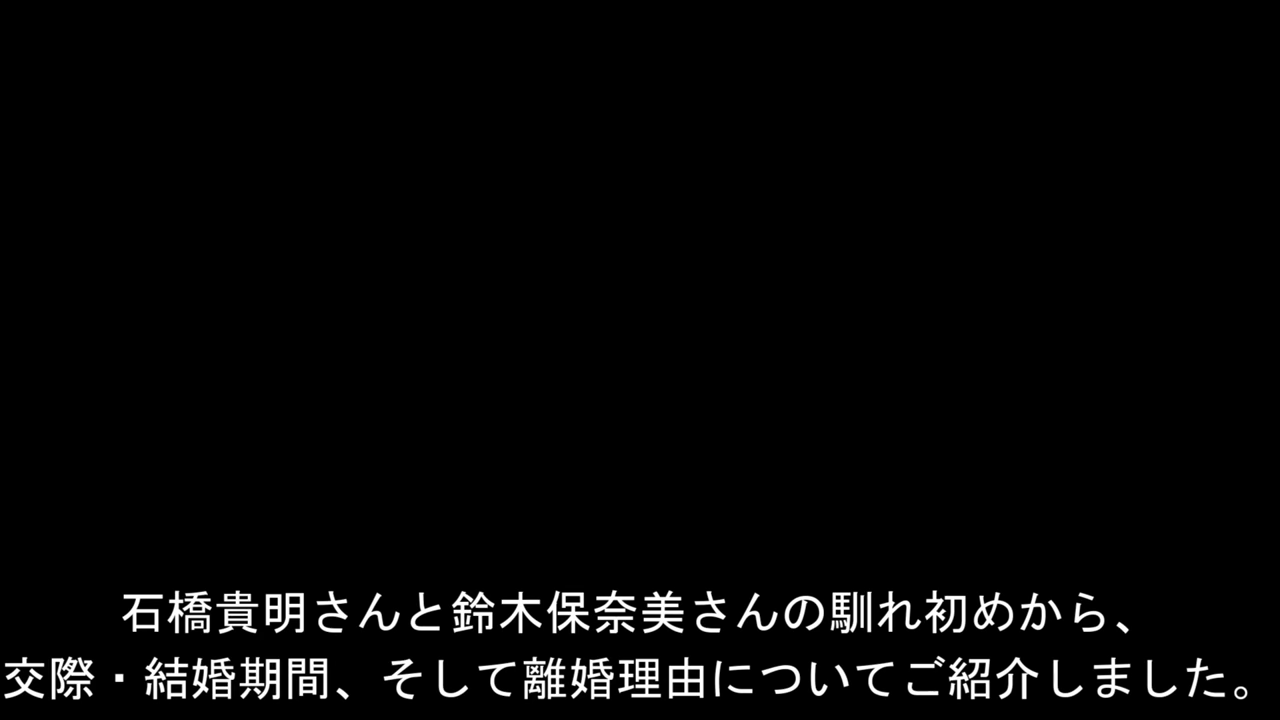 石橋貴明さんと鈴木保奈美さんの馴れ初めから、
交際・結婚期間、そして離婚理由についてご紹介しました。